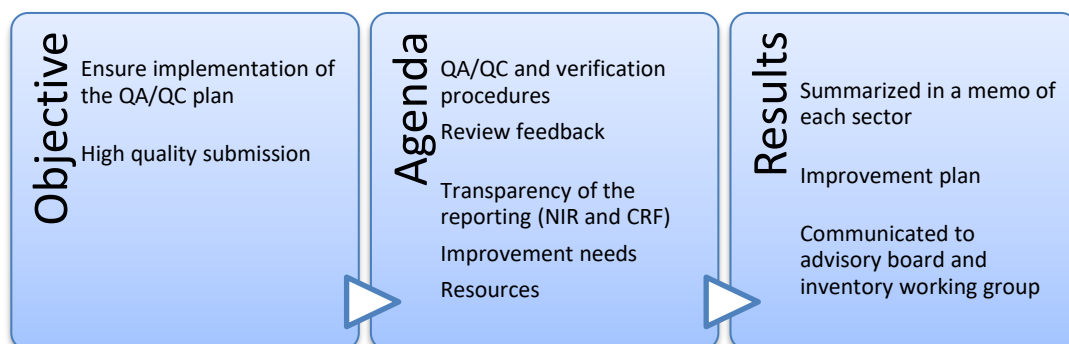 Objective
Ensure implementation of
the QA/QC plan
High quality submission
Agenda
QA/QC and verification
procedures
Review feedback
Transparency of the
reporting (NIR and CRF)
Improvement needs
Resources
Results
Summarized in a memo of
each sector
Improvement plan
Communicated to
advisory board and
inventory working group